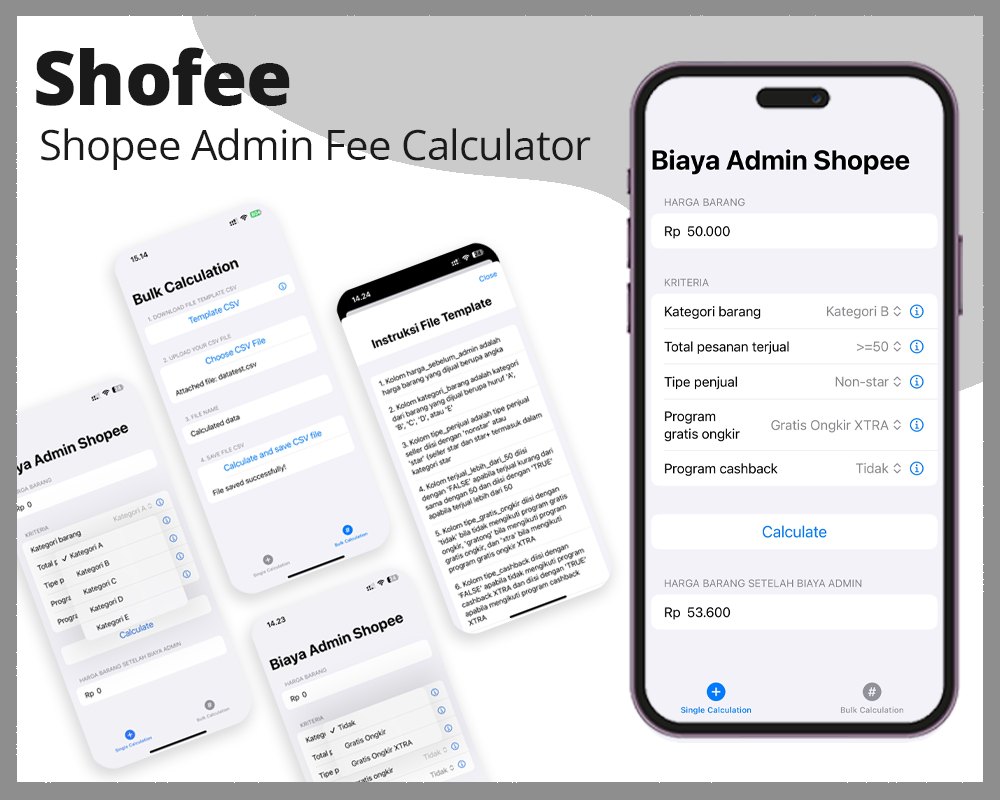 Shofee
Shopee Admin Fee Calculator
Biaya Admin Shopee
HARGA BARANG
Rp 50.000
KRITERIA
Kategori barang Kategori B
Total pesanan terjual >=50
Tipe penjual Non-star
Program
gratis ongkir Gratis Ongkir XTRA
Program cashback Tidak
Calculate
HARGA BARANG SETELAH BIAYA ADMIN
Rp 53.600
Single Calculation
Bulk Calculation
15.14
Bulk Calculation
1. DOWNLOAD FILE TEMPLATE CSV
Template CSV
2. UPLOAD YOUR CSV FILE
Choose CSV File
Attached file: datatest.csv
3. FILE NAME
Calculated data
4. SAVE FILE CSV
Calculate and save CSV file
File saved successfully!
Single Calculation
Bulk Calculation
14.24
Close
Instruksi File Template
1. Kolom harga_sebelum_admin adalah
harga barang yang dijual berupa angka
2. Kolom kategori_barang adalah kategori
dari barang yang dijual berupa huruf 'A',
'B', 'C', 'D', atau 'E'
3. Kolom tipe_penjual adalah tipe penjual
seller diisi dengan 'nonstar' atau
'star' (seller star dan star+ termasuk dalam
kategori star
4. Kolom terjual_lebih_dari_50 diisi
dengan 'FALSE' apabila terjual kurang dari
sama dengan 50 dan diisi dengan 'TRUE'
apabila terjual lebih dari 50
5. Kolom tipe_gratis_ongkir diisi dengan
'tidak' bila tidak mengikuti program gratis
ongkir, 'gratong' bila mengikuti program
gratis ongkir, dan 'xtra' bila mengikuti
program gratis ongkir XTRA
6. Kolom tipe_cashback diisi dengan
'FALSE' apabila tidak mengikuti program
cashback XTRA dan diisi dengan 'TRUE'
apabila mengikuti program cashback
XTRA
ya Admin Shopee
GA BARANG
Rp 0
KRITERIA
Kategori barang Kategori A
Total p
Tipe p
Progra
Progra
✓ Kategori A
Kategori B
Kategori C
Kategori D
Kategori E
Calculate
HARGA BARANG SETELAH BIAYA ADMIN
Rp 0
Single Calculation
Bulk Calculation
14.23
Biaya Admin Shopee
HARGA BARANG
Rp 0
KRITERIA
Kateg
Total p
Tipe p
✓ Tidak
Gratis Ongkir
Gratis Ongkir XTRA
gratis ongkir Tidak
Tidak